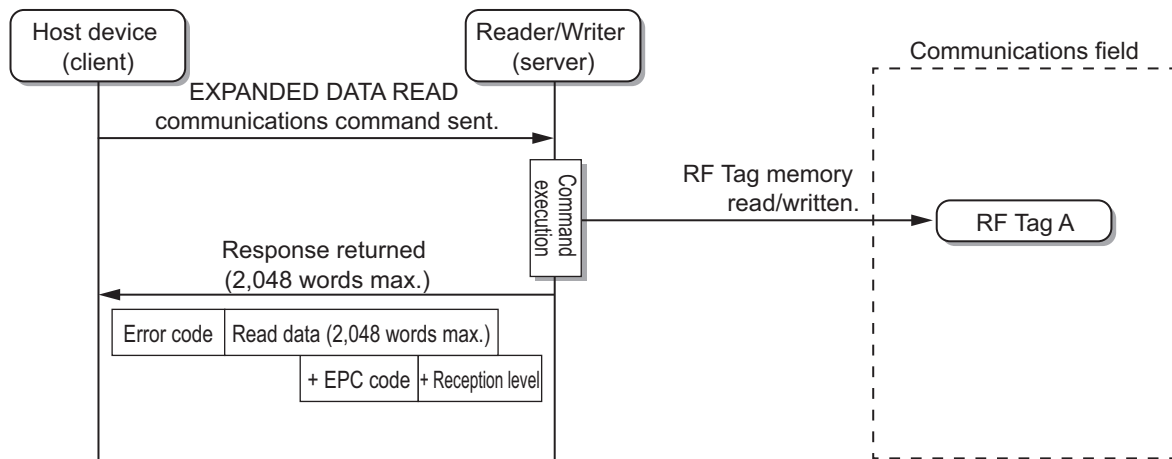 Host device
(client)
Reader/Writer
(server)
Communications field
EXPANDED DATA READ
communications command sent.
Command
execution
RF Tag memory
read/written.
RF Tag A
Response returned
(2,048 words max.)
Error code
Read data (2,048 words max.)
+ EPC code
+ Reception level